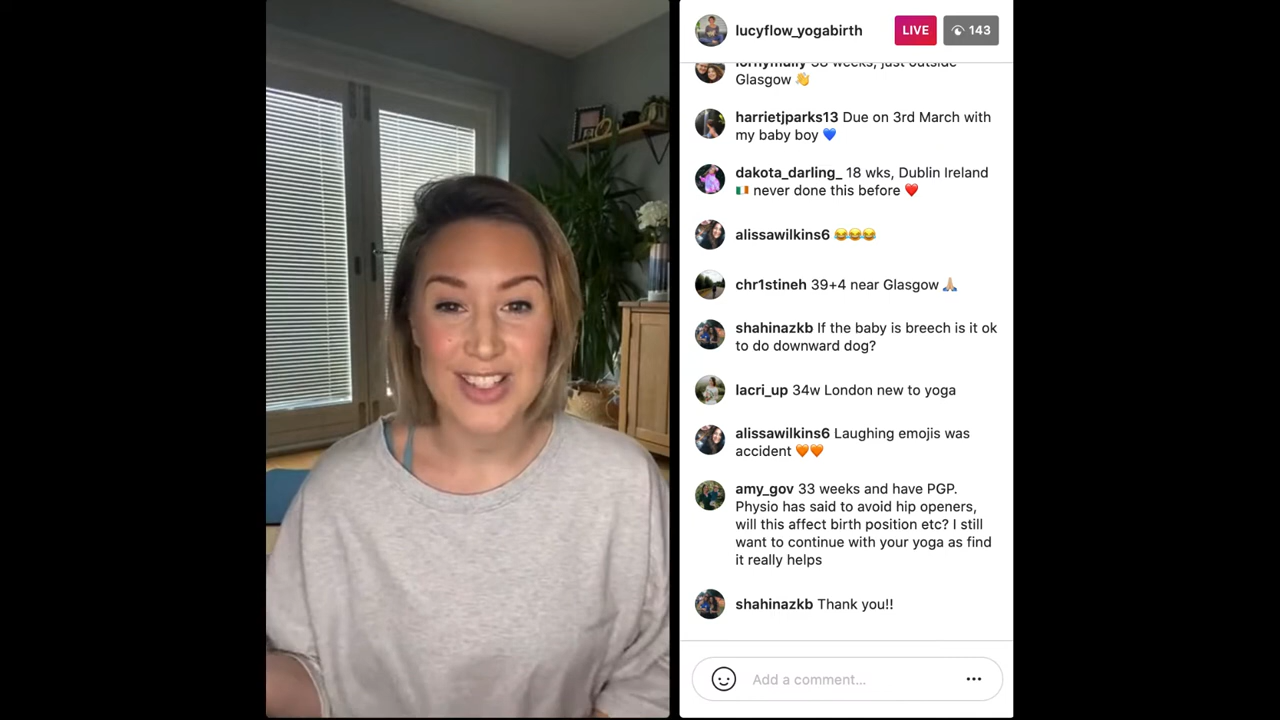 lucyflow_yogabirth LIVE 143
Glasgow 👋
harrietjparks13 Due on 3rd March with
my baby boy 💙
dakota_darling_ 18 wks, Dublin Ireland
🇮🇪 never done this before ❤️
alissawilkins6 😂😂😂
chr1stineh 39+4 near Glasgow 🙏🏼
shahinazkb If the baby is breech is it ok
to do downward dog?
lacri_up 34w London new to yoga
alissawilkins6 Laughing emojis was
accident 🧡🧡
amy_gov 33 weeks and have PGP.
Physio has said to avoid hip openers,
will this affect birth position etc? I still
want to continue with your yoga as find
it really helps
shahinazkb Thank you!!
Add a comment...